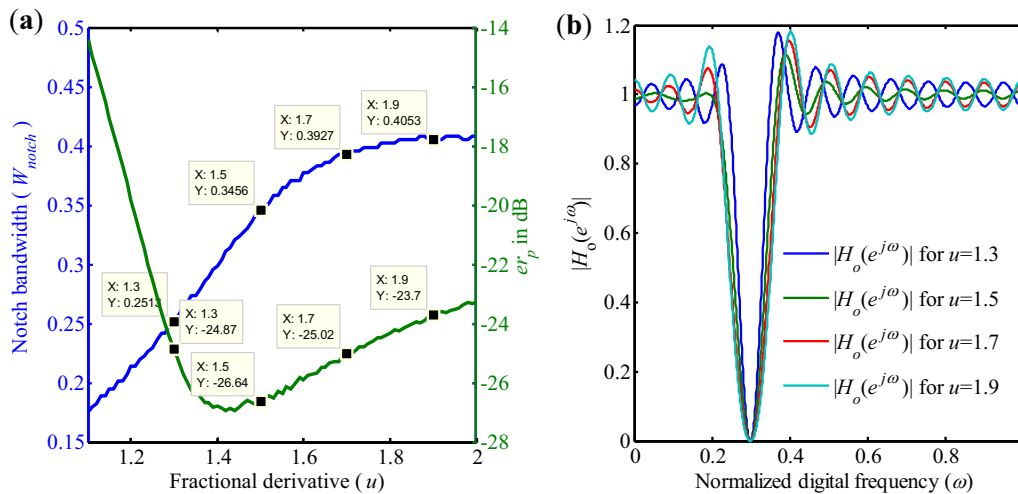 (a)
0.5
0.45
0.4
0.35
0.3
0.25
0.2
0.15
Notch bandwidth ( W_notch )
-14
-16
-18
-20
-22
-24
-26
-28
er_p in dB
1.2
1.4
1.6
1.8
2
Fractional derivative ( u )
X: 1.3
Y: 0.2513
X: 1.3
Y: -24.87
X: 1.5
Y: 0.3456
X: 1.5
Y: -26.64
X: 1.7
Y: 0.3927
X: 1.7
Y: -25.02
X: 1.9
Y: 0.4053
X: 1.9
Y: -23.7
(b)
1.2
1
0.8
0.6
0.4
0.2
0
|H_o(e^{jω})|
0
0.2
0.4
0.6
0.8
Normalized digital frequency (ω)
|H_o(e^{jω})| for u=1.3
|H_o(e^{jω})| for u=1.5
|H_o(e^{jω})| for u=1.7
|H_o(e^{jω})| for u=1.9